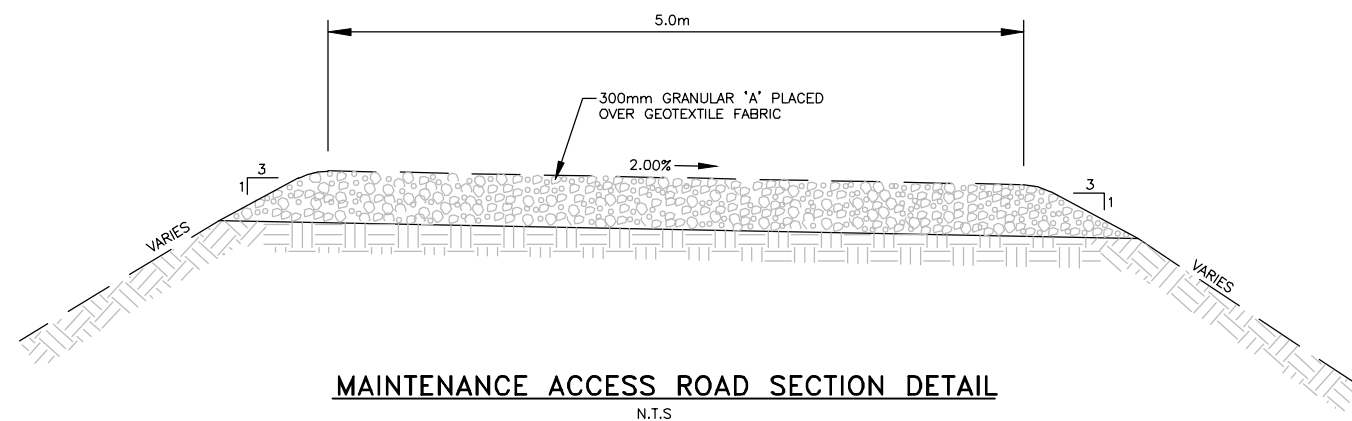 5.0m
300mm GRANULAR 'A' PLACED
OVER GEOTEXTILE FABRIC
2.00%
3
1
3
1
VARIES
VARIES
MAINTENANCE ACCESS ROAD SECTION DETAIL
N.T.S